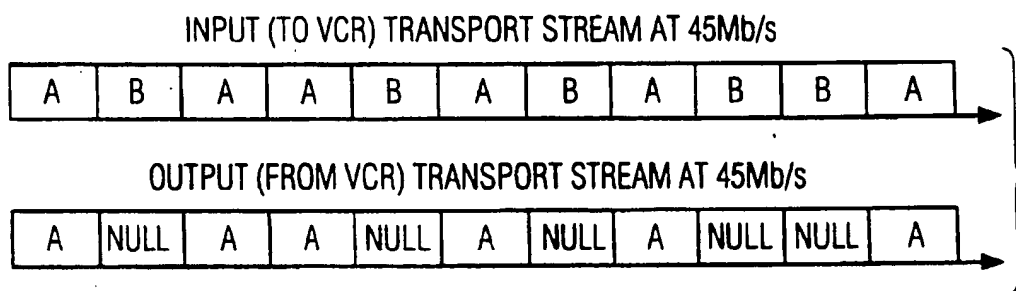 INPUT (TO VCR) TRANSPORT STREAM AT 45Mb/s
A B A A B A B A B B A
OUTPUT (FROM VCR) TRANSPORT STREAM AT 45Mb/s
A NULL A A NULL A NULL A NULL NULL A